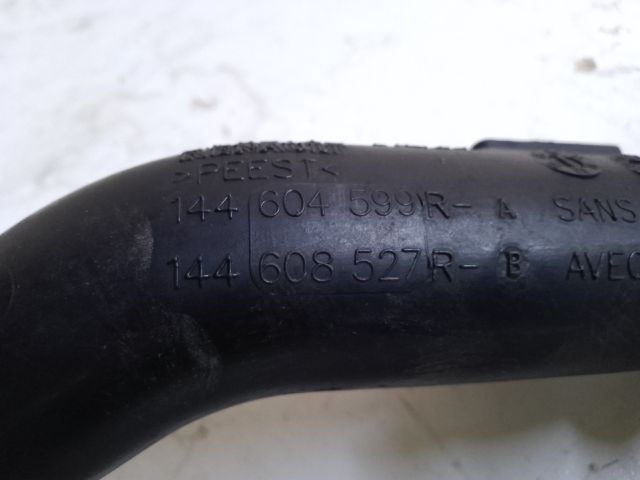 >PEEST<
144 604 599 R- A SANS
144 608 527 R- B AVEC